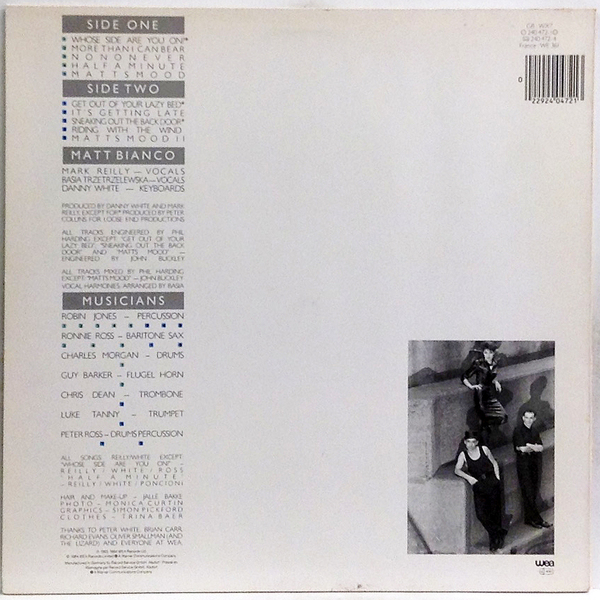 SIDE ONE
WHOSE SIDE ARE YOU ON?*
MORE THAN I CAN BEAR
NO NO NEVER
HALF A MINUTE
MATTS MOOD
SIDE TWO
GET OUT OF YOUR LAZY BED*
IT'S GETTING LATE
SNEAKING OUT THE BACK DOOR*
RIDING WITH THE WIND
MATTS MOOD II
MATT BIANCO
MARK REILLY — VOCALS
BASIA TRZETRZELEWSKA — VOCALS
DANNY WHITE — KEYBOARDS
PRODUCED BY DANNY WHITE AND MARK
REILLY. EXCEPT FOR* PRODUCED BY PETER
COLLINS FOR LOOSE END PRODUCTIONS
ALL TRACKS ENGINEERED BY PHIL
HARDING EXCEPT "GET OUT OF YOUR
LAZY BED", "SNEAKING OUT THE BACK
DOOR" AND "MATTS MOOD" —
ENGINEERED BY JOHN BUCKLEY
ALL TRACKS MIXED BY PHIL HARDING
EXCEPT "MATTS MOOD" — JOHN BUCKLEY
VOCAL HARMONIES ARRANGED BY BASIA
MUSICIANS
ROBIN JONES — PERCUSSION
RONNIE ROSS — BARITONE SAX
CHARLES MORGAN — DRUMS
GUY BARKER — FLUGEL HORN
CHRIS DEAN — TROMBONE
LUKE TANNY — TRUMPET
PETER ROSS — DRUMS PERCUSSION
ALL SONGS REILLY/WHITE EXCEPT
"WHOSE SIDE ARE YOU ON" —
REILLY/WHITE/ROSS
"HALF A MINUTE"
— REILLY/WHITE/PONCIONI
HAIR AND MAKE-UP — JALLE BAKKE
PHOTO — MONICA CURTIN
GRAPHICS — SIMON PICKFORD
CLOTHES — TRINA BAER
THANKS TO PETER WHITE, BRIAN CARR,
RICHARD EVANS, OLIVER SMALLMAN (AND
THE LIZARD) AND EVERYONE AT WEA.
0
22924 04721
wea